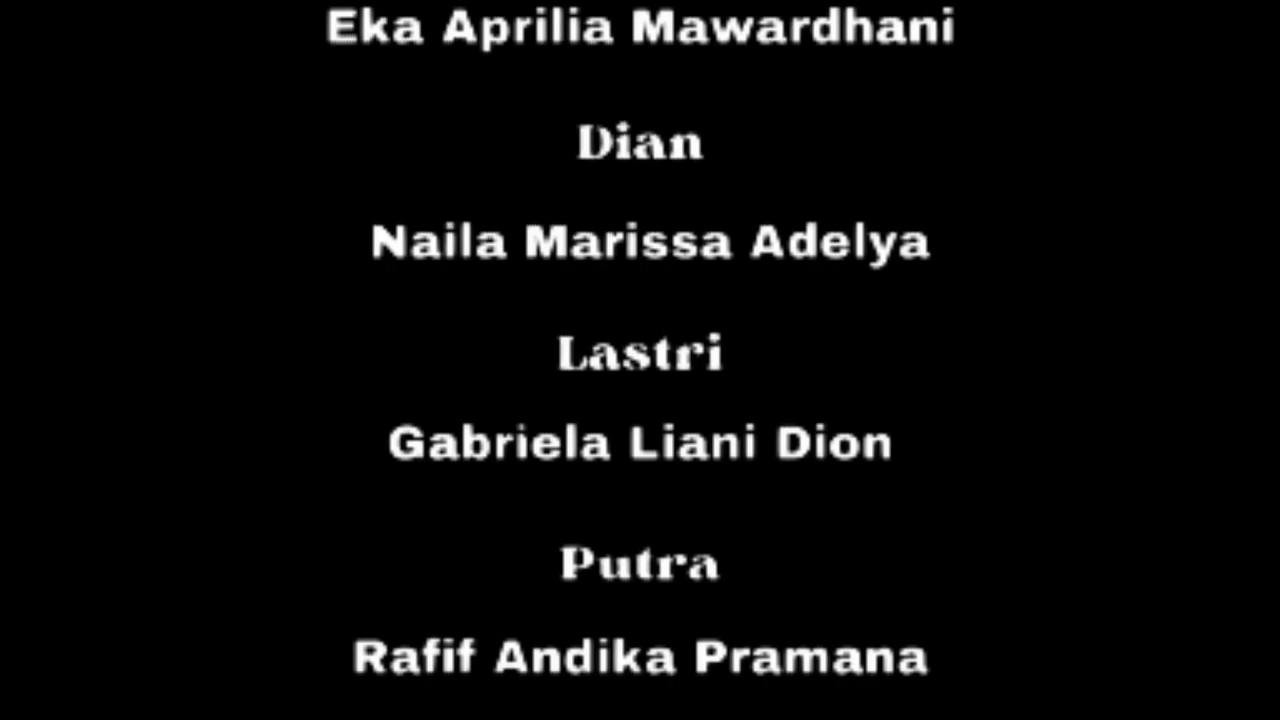 Eka Aprilia Mawardhani
Dian
Naila Marissa Adelya
Lastri
Gabriela Liani Dion
Putra
Rafif Andika Pramana